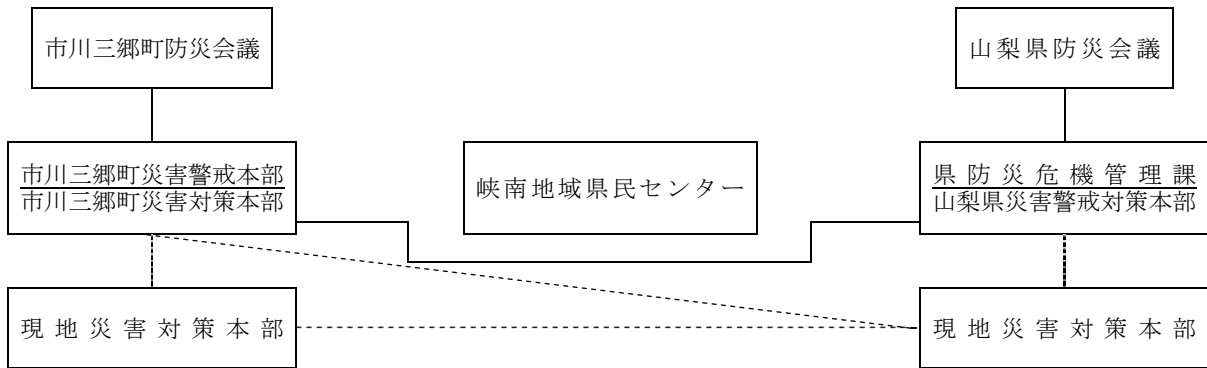 市川三郷町防災会議
山梨県防災会議
市川三郷町災害警戒本部
市川三郷町災害対策本部
峡南地域県民センター
県防災危機管理課
山梨県災害警戒対策本部
現地災害対策本部
現地災害対策本部